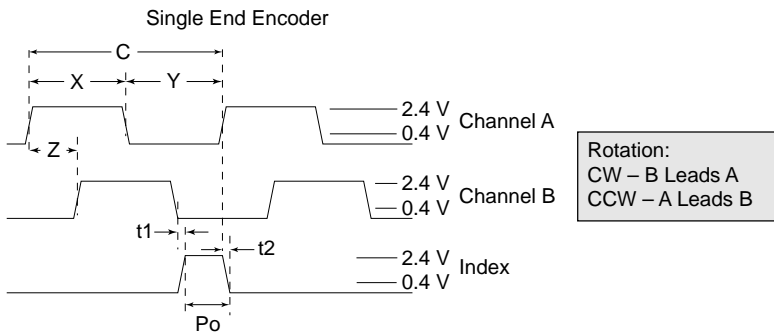 Single End Encoder
C
X
Y
2.4 V
0.4 V
Channel A
Z
2.4 V
0.4 V
Channel B
t1
t2
2.4 V
0.4 V
Index
Po
Rotation:
CW – B Leads A
CCW – A Leads B